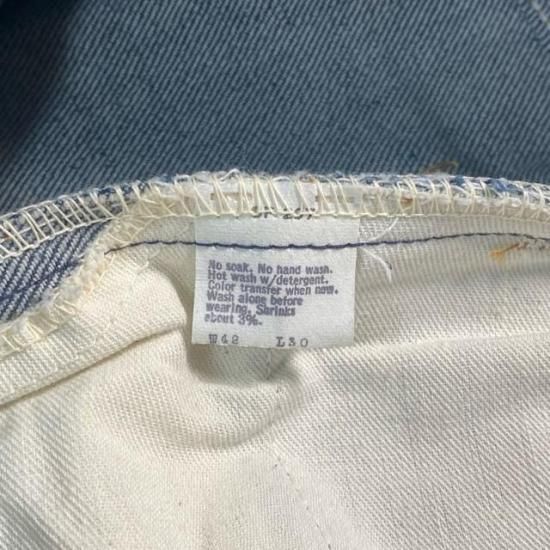 No soak. No hand wash.
Hot wash w/detergent.
Color transfer when new.
Wash alone before
wearing. Shrinks
about 3%.
W42 L30